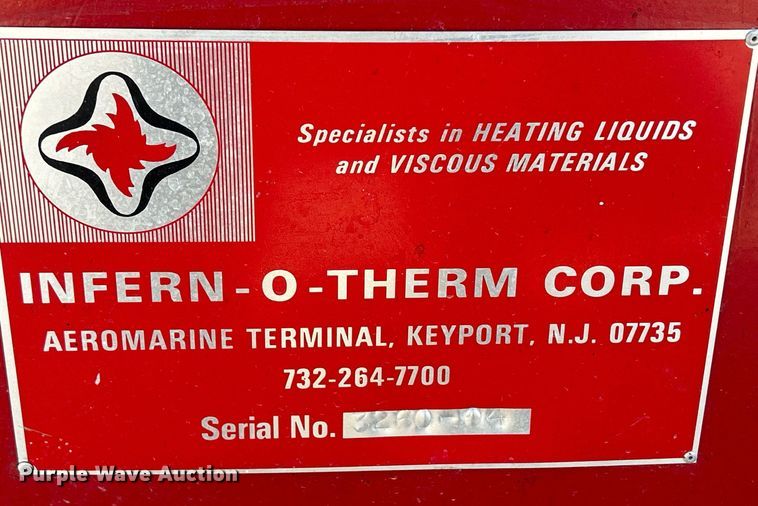 Specialists in HEATING LIQUIDS
and VISCOUS MATERIALS
INFERN-O-THERM CORP.
AEROMARINE TERMINAL, KEYPORT, N.J. 07735
732-264-7700
Serial No.
Purple Wave Auction